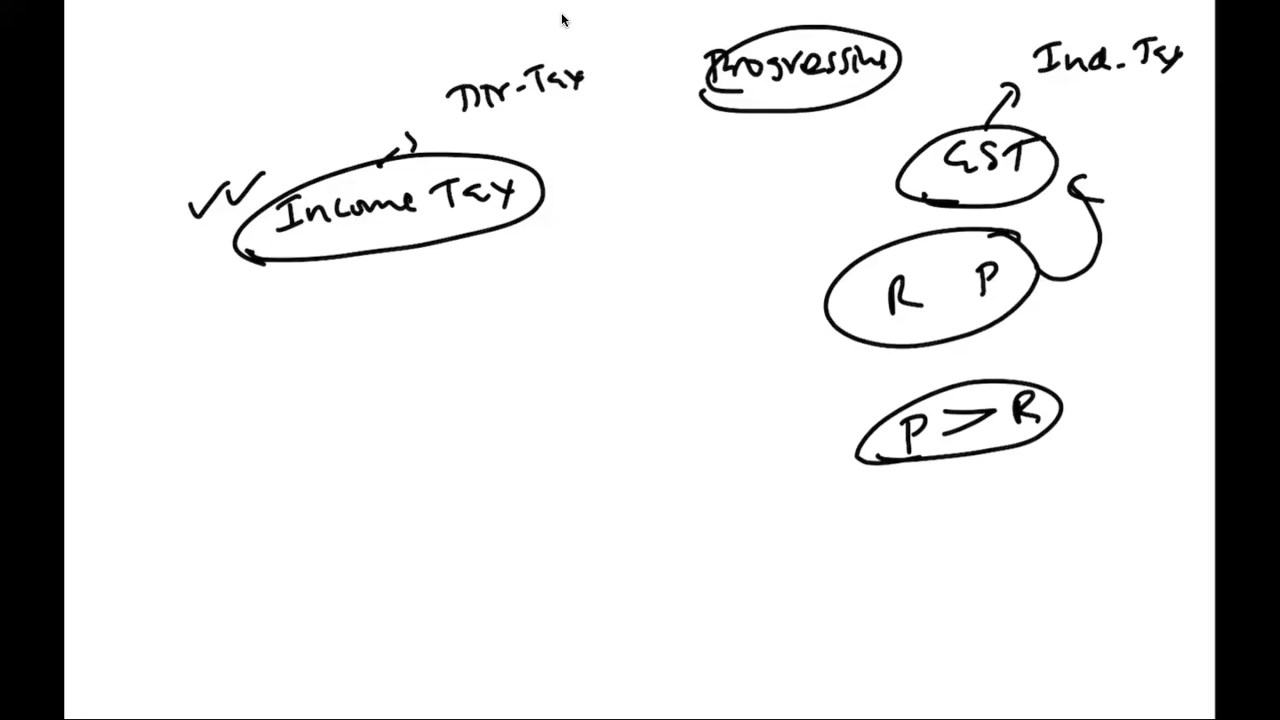 Progressive
Ind. Tax
Dir-Tax
GST
Income Tax
R P
P > R